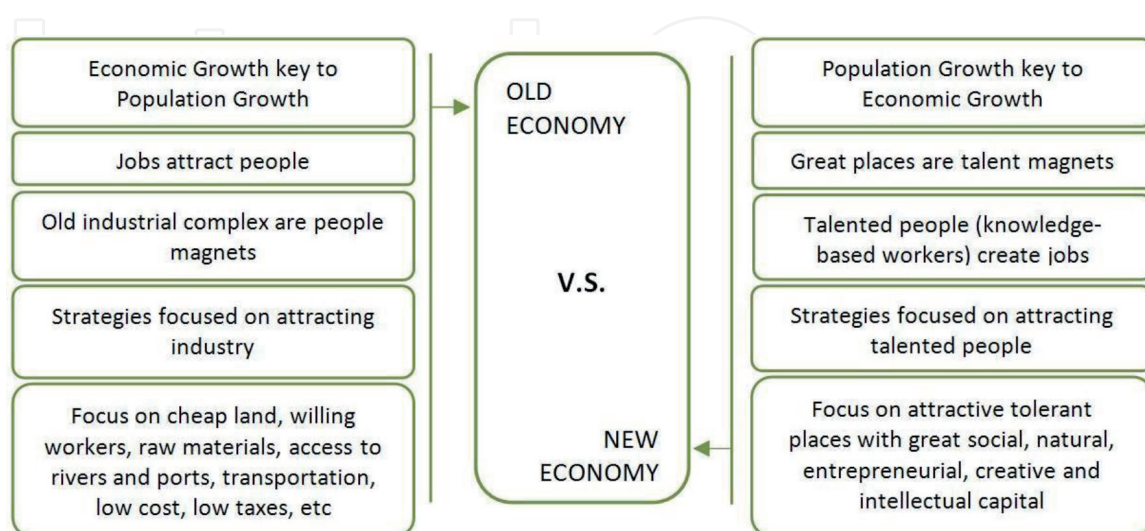 Economic Growth key to
Population Growth
Jobs attract people
Old industrial complex are people
magnets
Strategies focused on attracting
industry
Focus on cheap land, willing
workers, raw materials, access to
rivers and ports, transportation,
low cost, low taxes, etc
OLD
ECONOMY
V.S.
NEW
ECONOMY
Population Growth key to
Economic Growth
Great places are talent magnets
Talented people (knowledge-
based workers) create jobs
Strategies focused on attracting
talented people
Focus on attractive tolerant
places with great social, natural,
entrepreneurial, creative and
intellectual capital